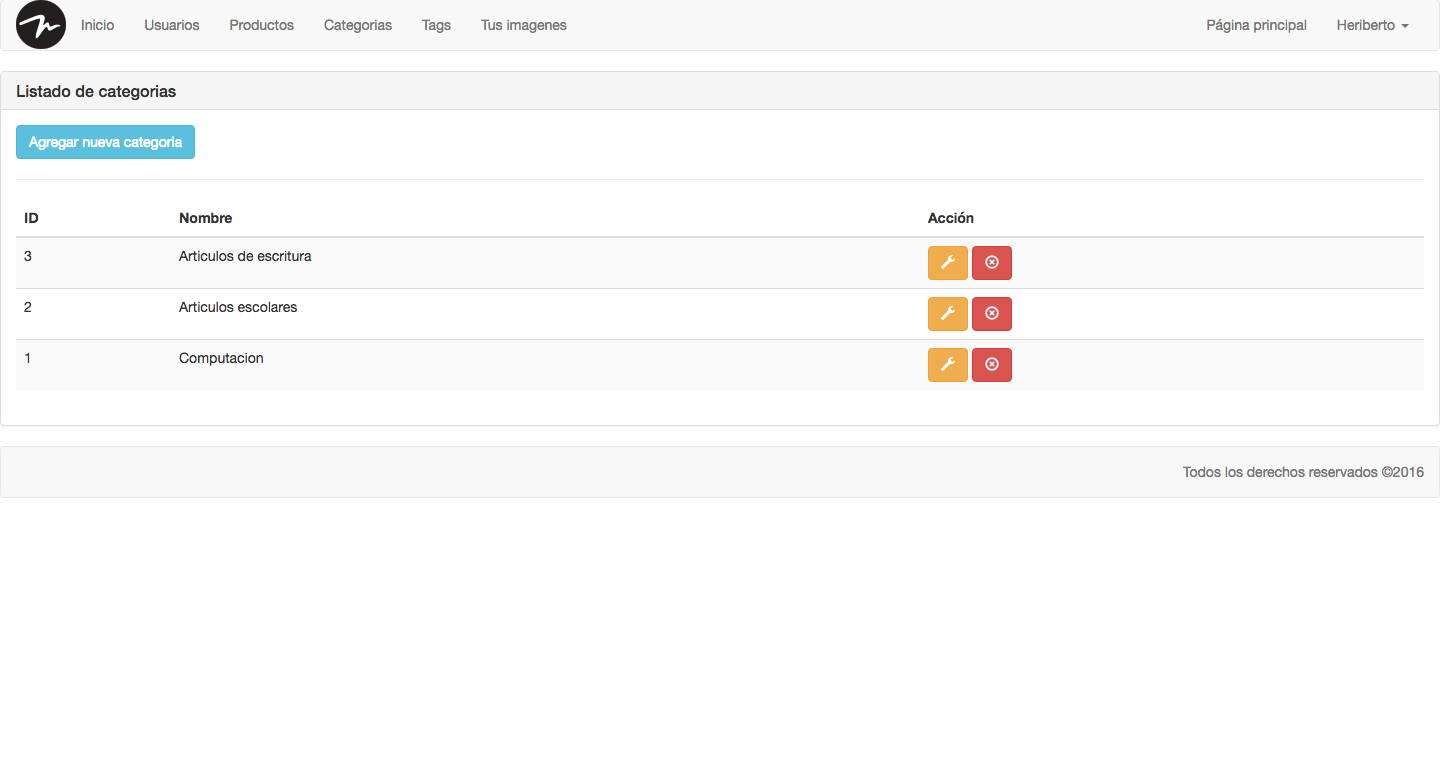 Inicio Usuarios Productos Categorias Tags Tus imagenes Página principal Heriberto
Listado de categorias
Agregar nueva categoria
ID Nombre Acción
3 Articulos de escritura
2 Articulos escolares
1 Computacion
Todos los derechos reservados ©2016